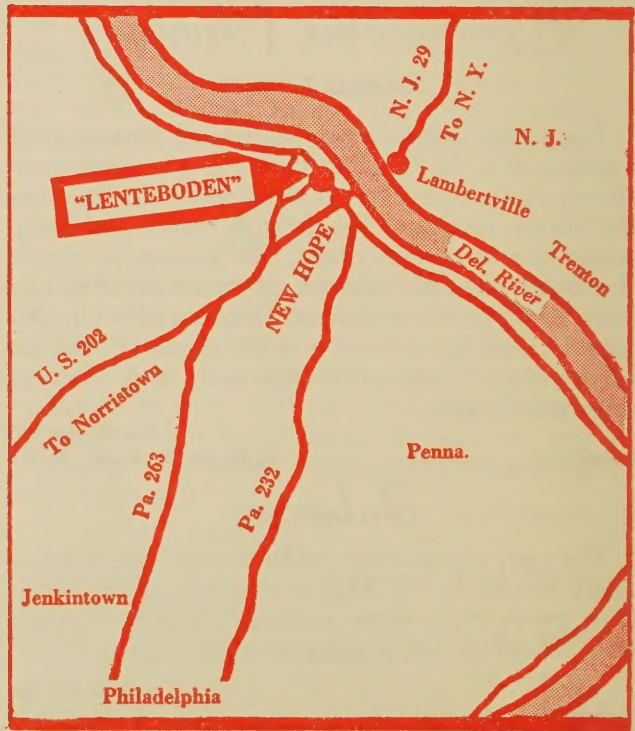 N. J. 29
To N. Y.
N. J.
"LENTEBODEN"
Lambertville
NEW HOPE
Del. River
Trenton
U. S. 202
To Norristown
Pa. 263
Pa. 232
Penna.
Jenkintown
Philadelphia